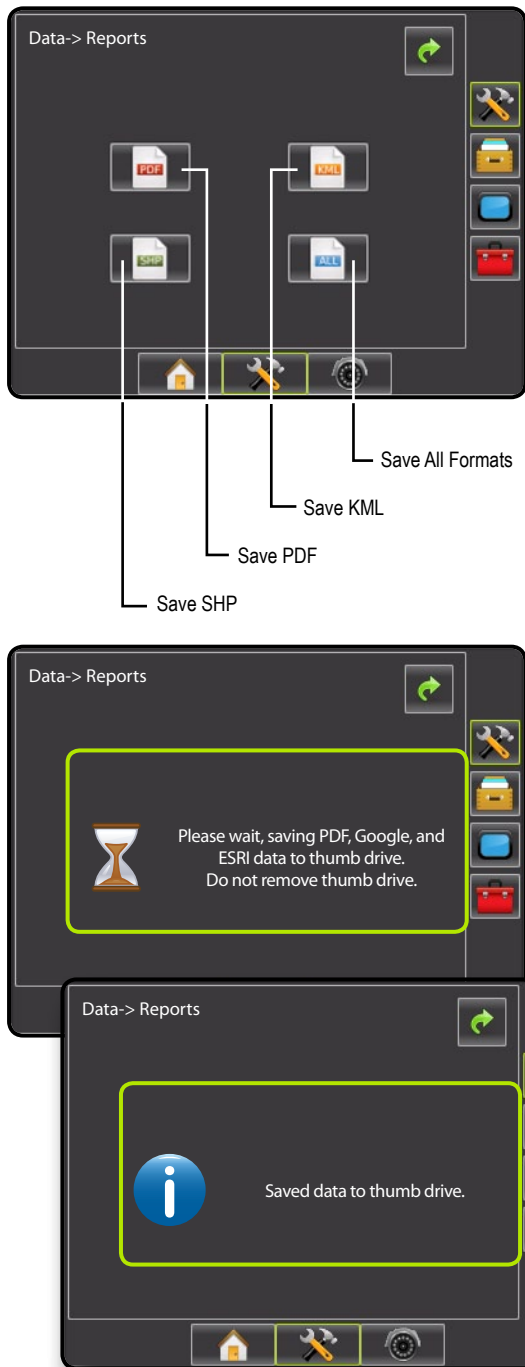 Data-> Reports
PDF
KML
SHP
ALL
Save All Formats
Save KML
Save PDF
Save SHP
Data-> Reports
Please wait, saving PDF, Google, and
ESRI data to thumb drive.
Do not remove thumb drive.
Data-> Reports
i
Saved data to thumb drive.